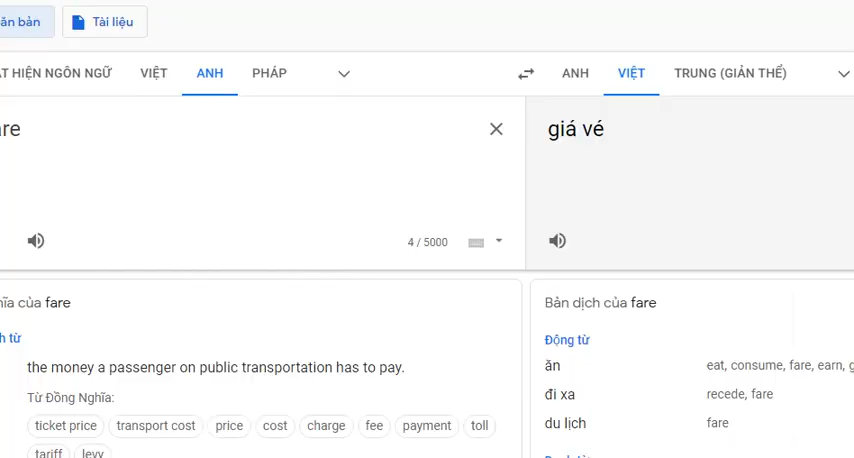 ăn bản Tài liệu
ÁT HIỆN NGÔN NGỮ VIỆT ANH PHÁP ANH VIỆT TRUNG (GIẢN THỂ)
are
giá vé
4 / 5000
hĩa của fare
h từ
the money a passenger on public transportation has to pay.
Từ Đồng Nghĩa:
ticket price transport cost price cost charge fee payment toll
tariff levy
Bản dịch của fare
Động từ
ăn eat, consume, fare, earn, g
đi xa recede, fare
du lịch fare